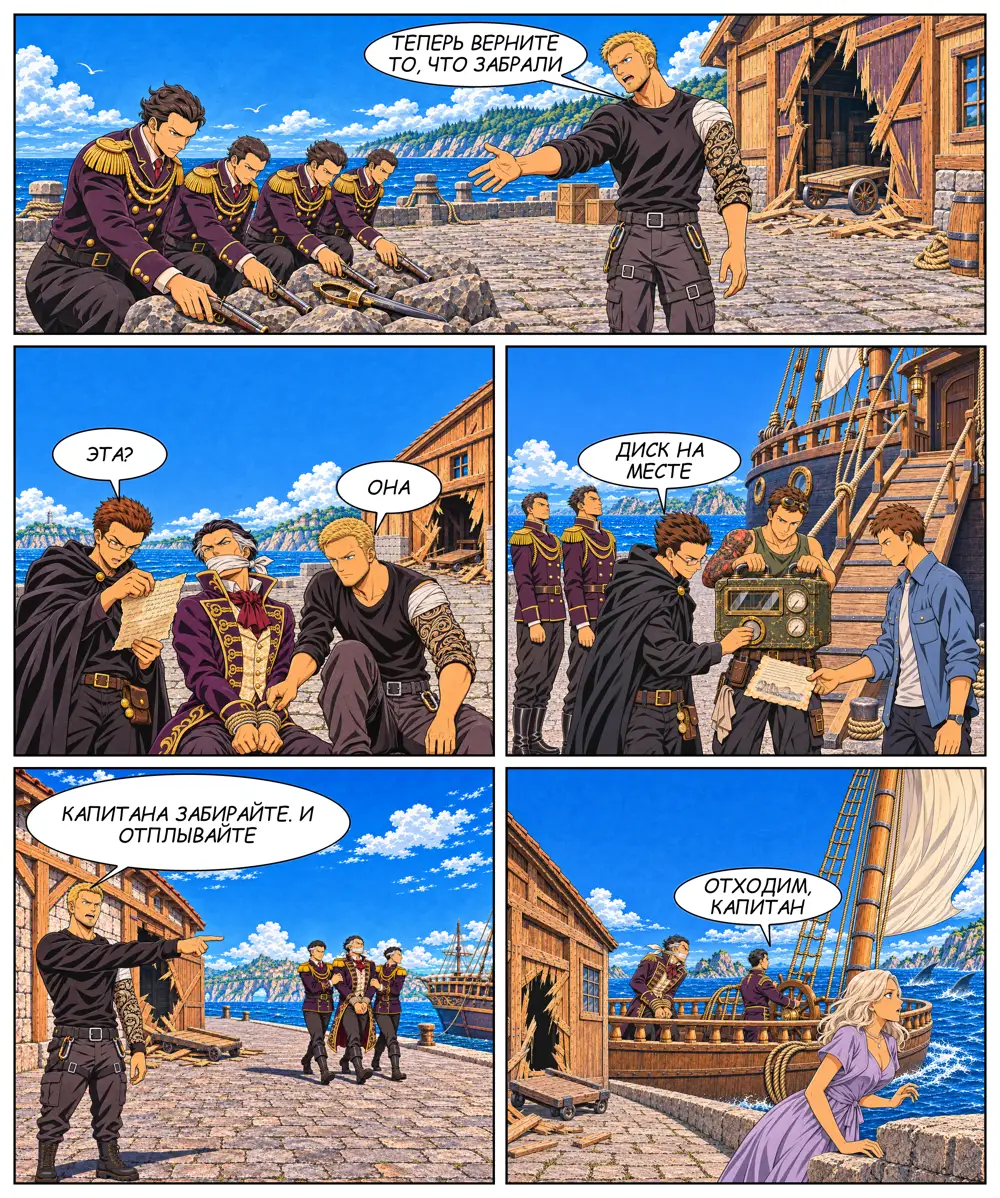 ТЕПЕРЬ ВЕРНИТЕ
ТО, ЧТО ЗАБРАЛИ
ЭТА?
ОНА
ДИСК НА
МЕСТЕ
КАПИТАНА ЗАБИРАЙТЕ. И
ОТПЛЫВАЙТЕ
ОТХОДИМ,
КАПИТАН